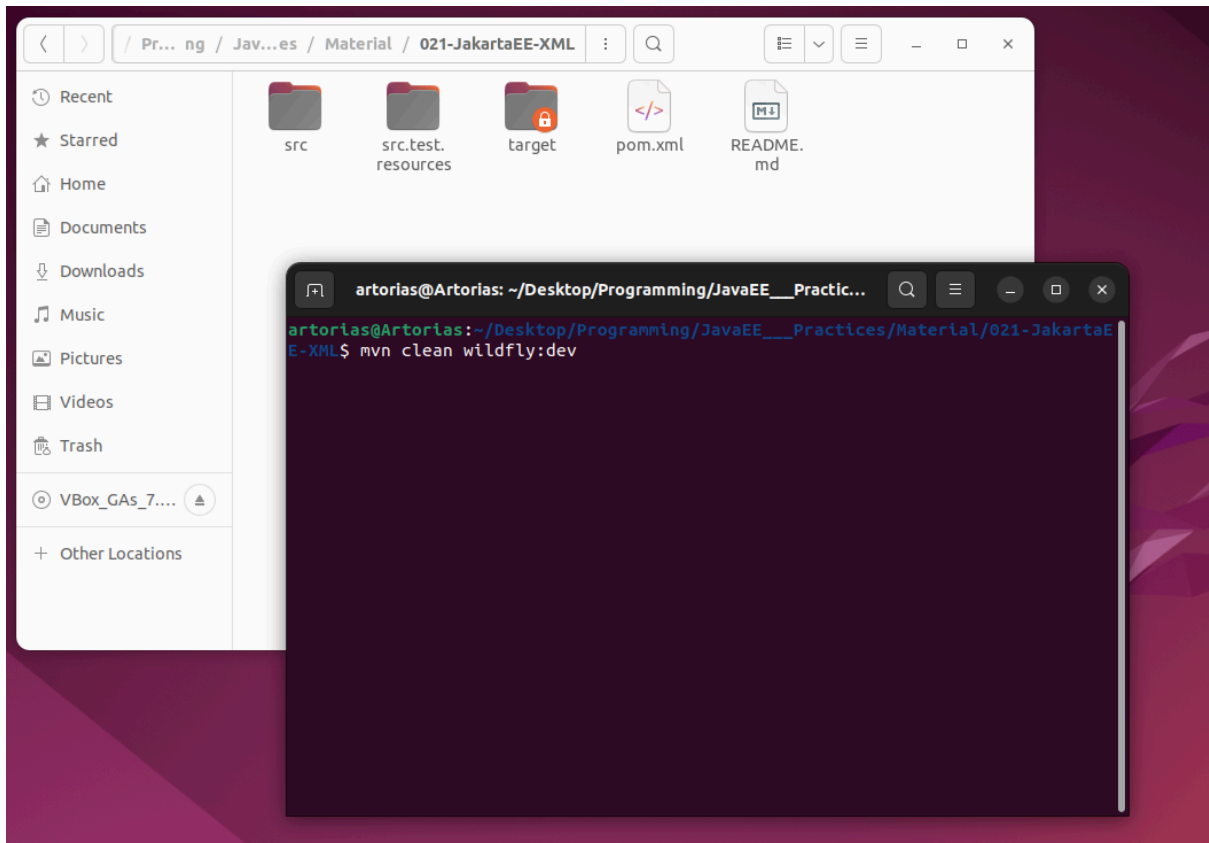 / Pr... ng / Jav...es / Material / 021-JakartaEE-XML
Recent
Starred
Home
Documents
Downloads
Music
Pictures
Videos
Trash
VBox_GAs_7....
+ Other Locations
src
src.test.
resources
target
</>
pom.xml
M↓
README.
md
artorias@Artorias: ~/Desktop/Programming/JavaEE___Practic...
artorias@Artorias:~/Desktop/Programming/JavaEE___Practices/Material/021-JakartaE
E-XML$ mvn clean wildfly:dev